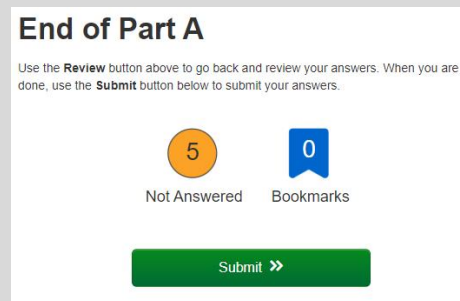 End of Part A
Use the Review button above to go back and review your answers. When you are
done, use the Submit button below to submit your answers.
5 0
Not Answered Bookmarks
Submit »